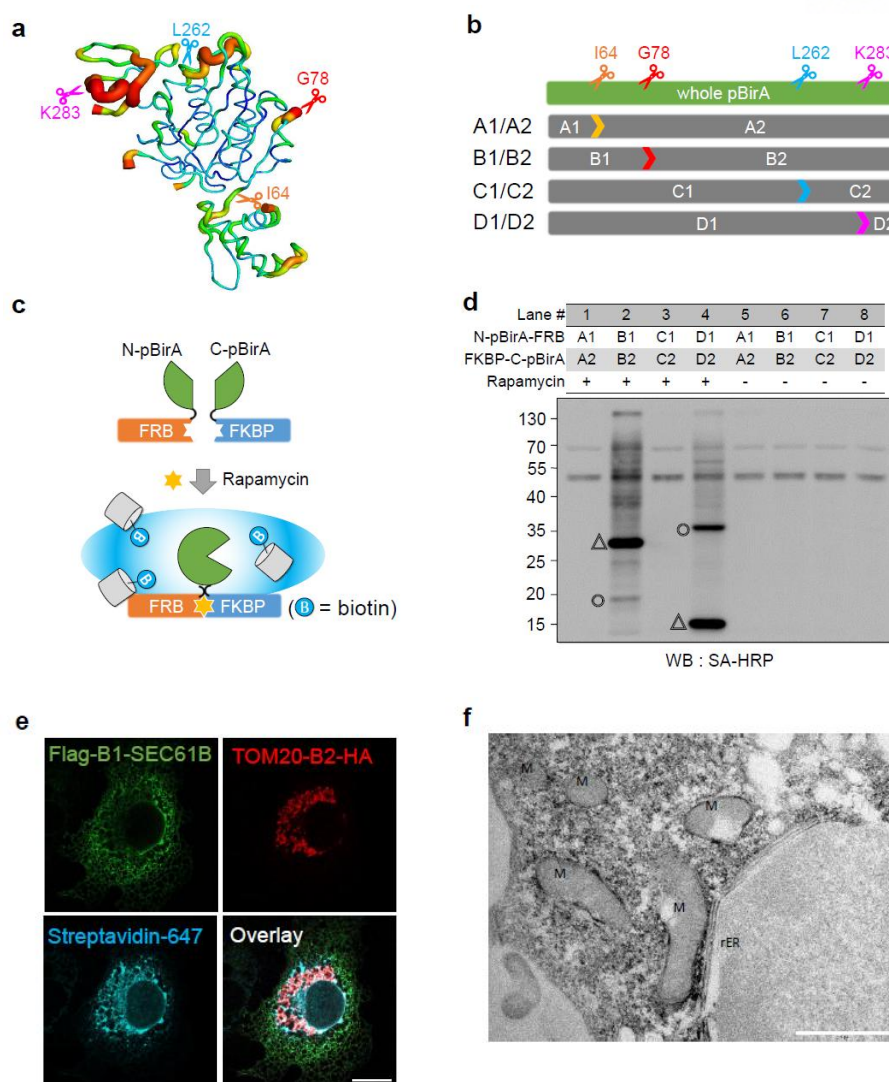 a
L262
G78
K283
I64
b
I64 G78 L262 K283
whole pBirA
A1/A2 A1 A2
B1/B2 B1 B2
C1/C2 C1 C2
D1/D2 D1 D2
c
N-pBirA C-pBirA
FRB FKBP
Rapamycin
B
B
B
FRB FKBP ( B = biotin)
d
Lane # 1 2 3 4 5 6 7 8
N-pBirA-FRB A1 B1 C1 D1 A1 B1 C1 D1
FKBP-C-pBirA A2 B2 C2 D2 A2 B2 C2 D2
Rapamycin + + + + - - - -
130
70
55
40
35
25
20
15
WB : SA-HRP
e
Flag-B1-SEC61B TOM20-B2-HA
Streptavidin-647 Overlay
f
M
M
M
M
M
rER